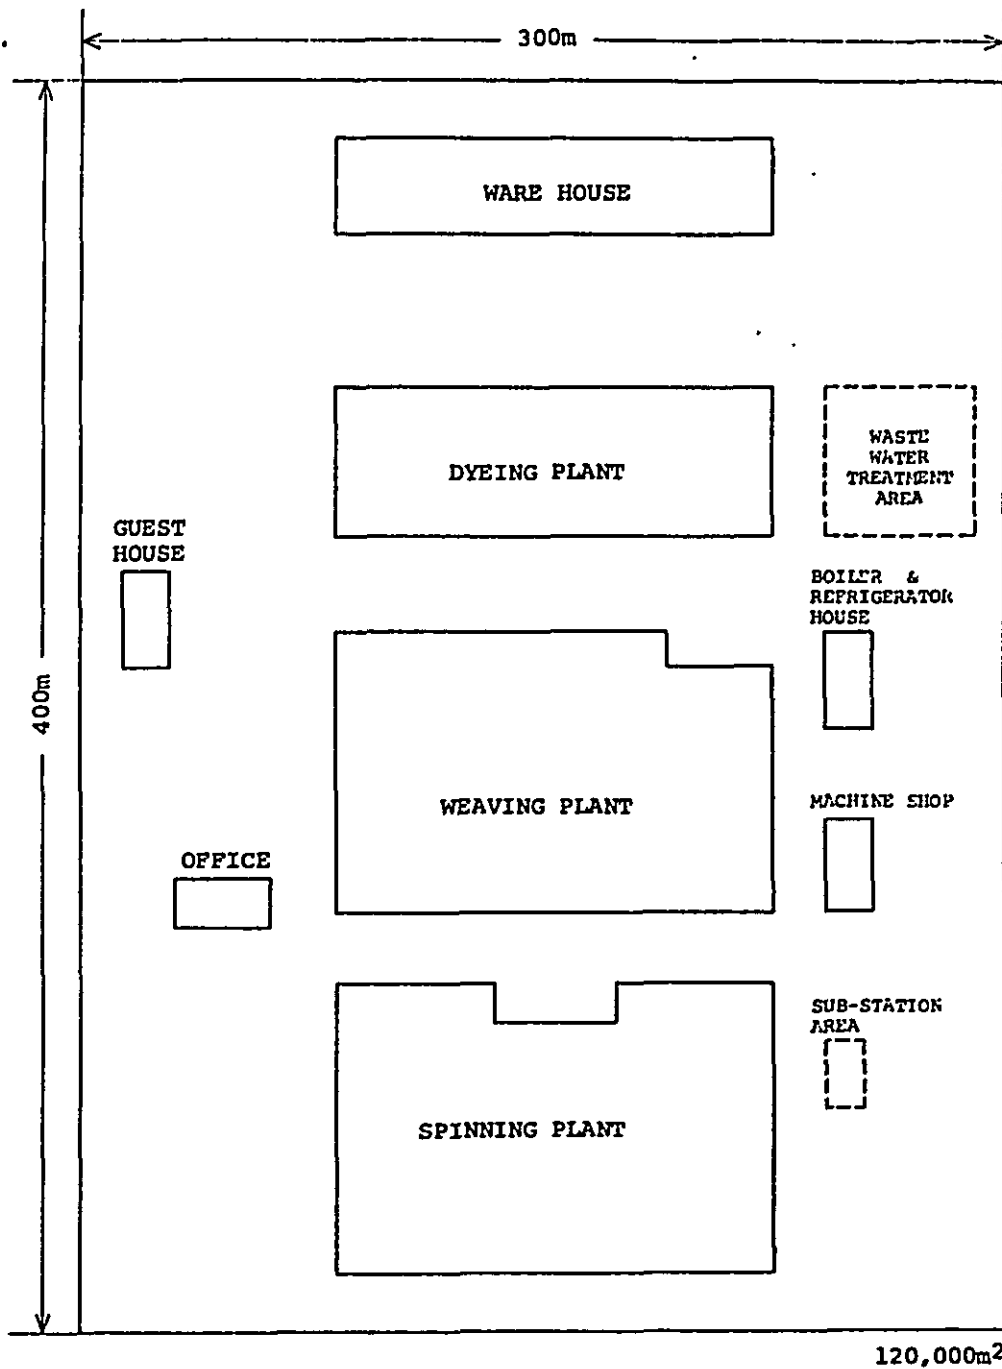 300m
WARE HOUSE
DYEING PLANT
WASTE
WATER
TREATMENT
AREA
GUEST
HOUSE
BOILER &
REFRIGERATOR
HOUSE
400m
WEAVING PLANT
MACHINE SHOP
OFFICE
SUB-STATION
AREA
SPINNING PLANT
120,000m2